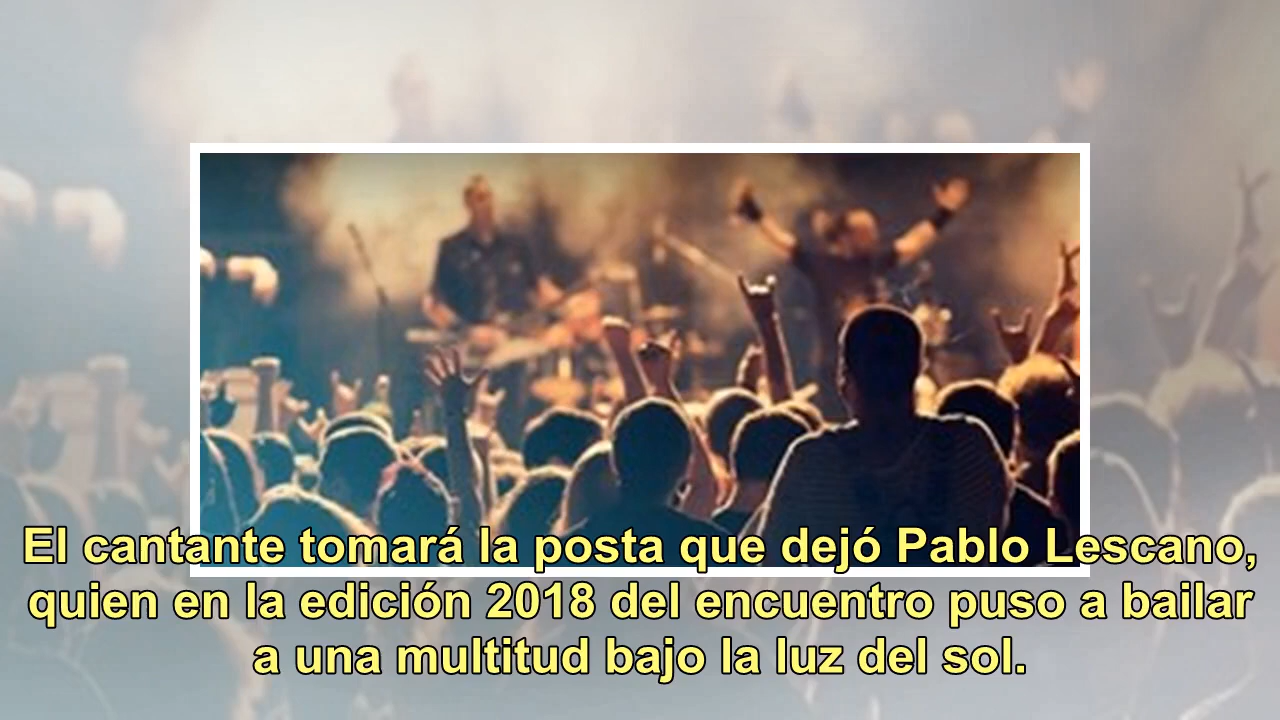 El cantante tomará la posta que dejó Pablo Lescano,
quien en la edición 2018 del encuentro puso a bailar
a una multitud bajo la luz del sol.